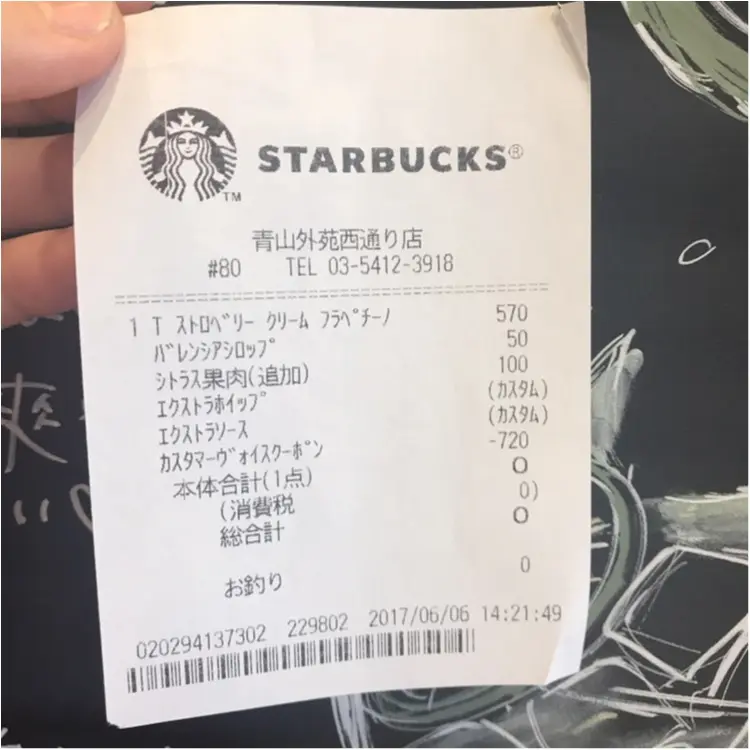 STARBUCKS®
TM
青山外苑西通り店
#80 TEL 03-5412-3918
1 T ｽﾄﾛﾍﾞﾘｰ ｸﾘｰﾑ ﾌﾗﾍﾟﾁｰﾉ 570
ﾊﾞﾚﾝｼｱｼﾛｯﾌﾟ 50
ｼﾄﾗｽ果肉(追加) 100
ｴｸｽﾄﾗﾎｲｯﾌﾟ (ｶｽﾀﾑ)
ｴｸｽﾄﾗｿｰｽ (ｶｽﾀﾑ)
ｶｽﾀﾏｰｳﾞｫｲｽｸｰﾎﾟﾝ -720
本体合計(1点) 0
(消費税 0)
総合計 0
お釣り 0
020294137302 229802 2017/06/06 14:21:49
爽